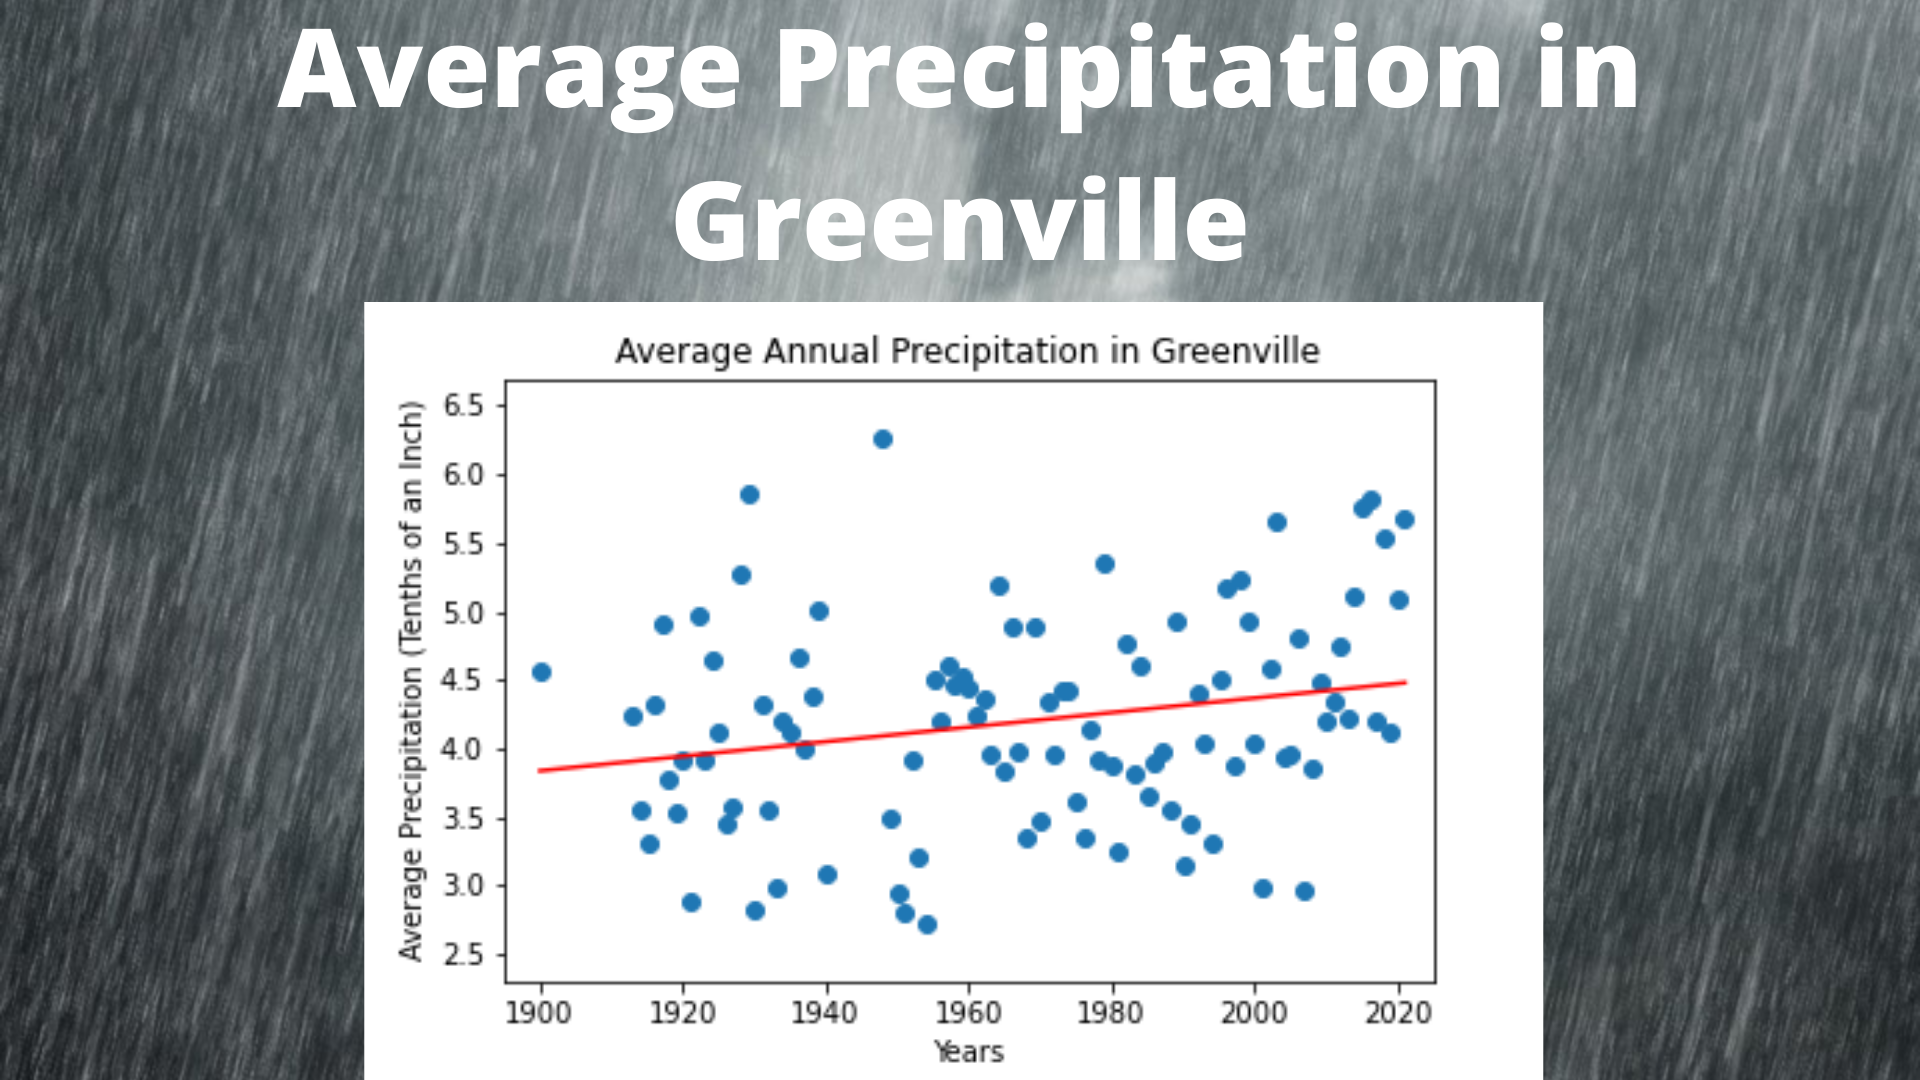 Average Precipitation in
Greenville
Average Annual Precipitation in Greenville
Average Precipitation (Tenths of an Inch)
6.5
6.0
5.5
5.0
4.5
4.0
3.5
3.0
2.5
1900 1920 1940 1960 1980 2000 2020
Years